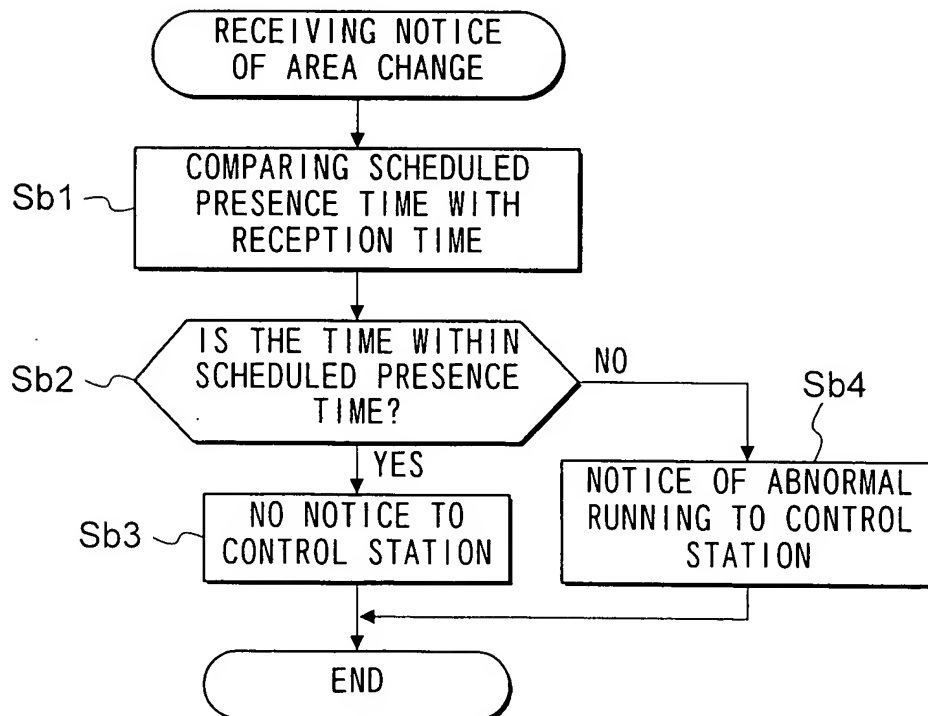 RECEIVING NOTICE
OF AREA CHANGE
Sb1
COMPARING SCHEDULED
PRESENCE TIME WITH
RECEPTION TIME
Sb2
IS THE TIME WITHIN
SCHEDULED PRESENCE
TIME?
NO
YES
Sb3
NO NOTICE TO
CONTROL STATION
Sb4
NOTICE OF ABNORMAL
RUNNING TO CONTROL
STATION
END